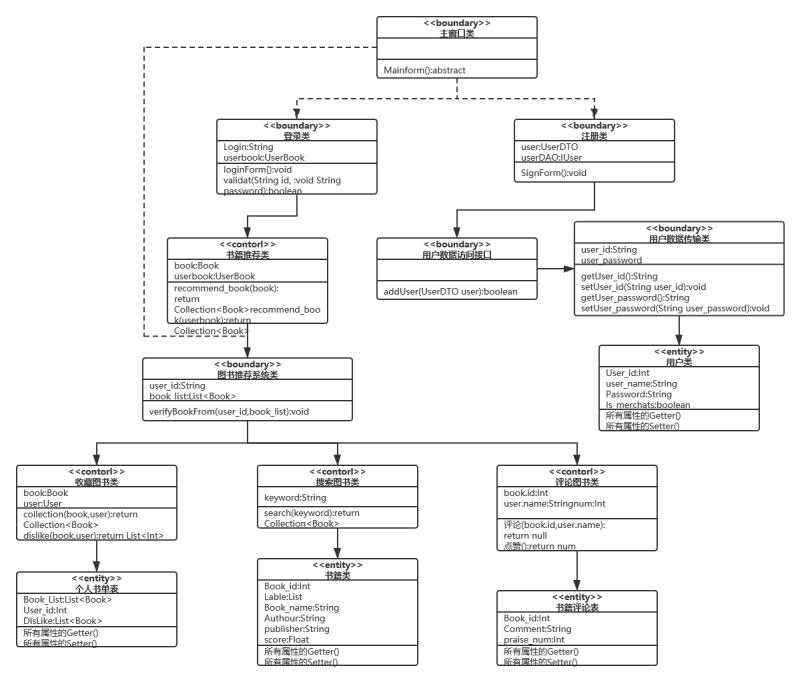 <<boundary>>
主窗口类
Mainform():abstract
<<boundary>>
登录类
Login:String
userbook:UserBook
loginForm():void
validat(String id, :void String
password):boolean
<<boundary>>
注册类
user:UserDTO
userDAO:IUser
SignForm():void
<<contorl>>
书籍推荐类
book:Book
userbook:UserBook
recommend_book(book):
return
Collection<Book>recommend_boo
k(userbook):return
Collection<Book>
<<boundary>>
用户数据访问接口
addUser(UserDTO user):boolean
<<boundary>>
用户数据传输类
user_id:String
user_password
getUser_id():String
setUser_id(String user_id):void
getUser_password():String
setUser_password(String user_password):void
<<boundary>>
图书推荐系统类
user_id:String
book_list:List<Book>
verifyBookFrom(user_id,book_list):void
<<entity>>
用户类
User_id:Int
user_name:String
Password:String
Is_merchats:boolean
所有属性的Getter()
所有属性的Setter()
<<contorl>>
收藏图书类
book:Book
user:User
collection(book,user):return
Collection<Book>
dislike(book,user):return List<Int>
<<contorl>>
搜索图书类
keyword:String
search(keyword):return
Collection<Book>
<<contorl>>
评论图书类
book.id:Int
user.name:Stringnum:Int
评论(book.id,user.name):
return null
点赞():return num
<<entity>>
个人书单表
Book_List:List<Book>
User_id:Int
DisLike:List<Book>
所有属性的Getter()
所有属性的Setter()
<<entity>>
书籍类
Book_id:Int
Lable:List
Book_name:String
Authour:String
publisher:String
score:Float
所有属性的Getter()
所有属性的Setter()
<<entity>>
书籍评论表
Book_id:Int
Comment:String
praise_num:Int
所有属性的Getter()
所有属性的Setter()